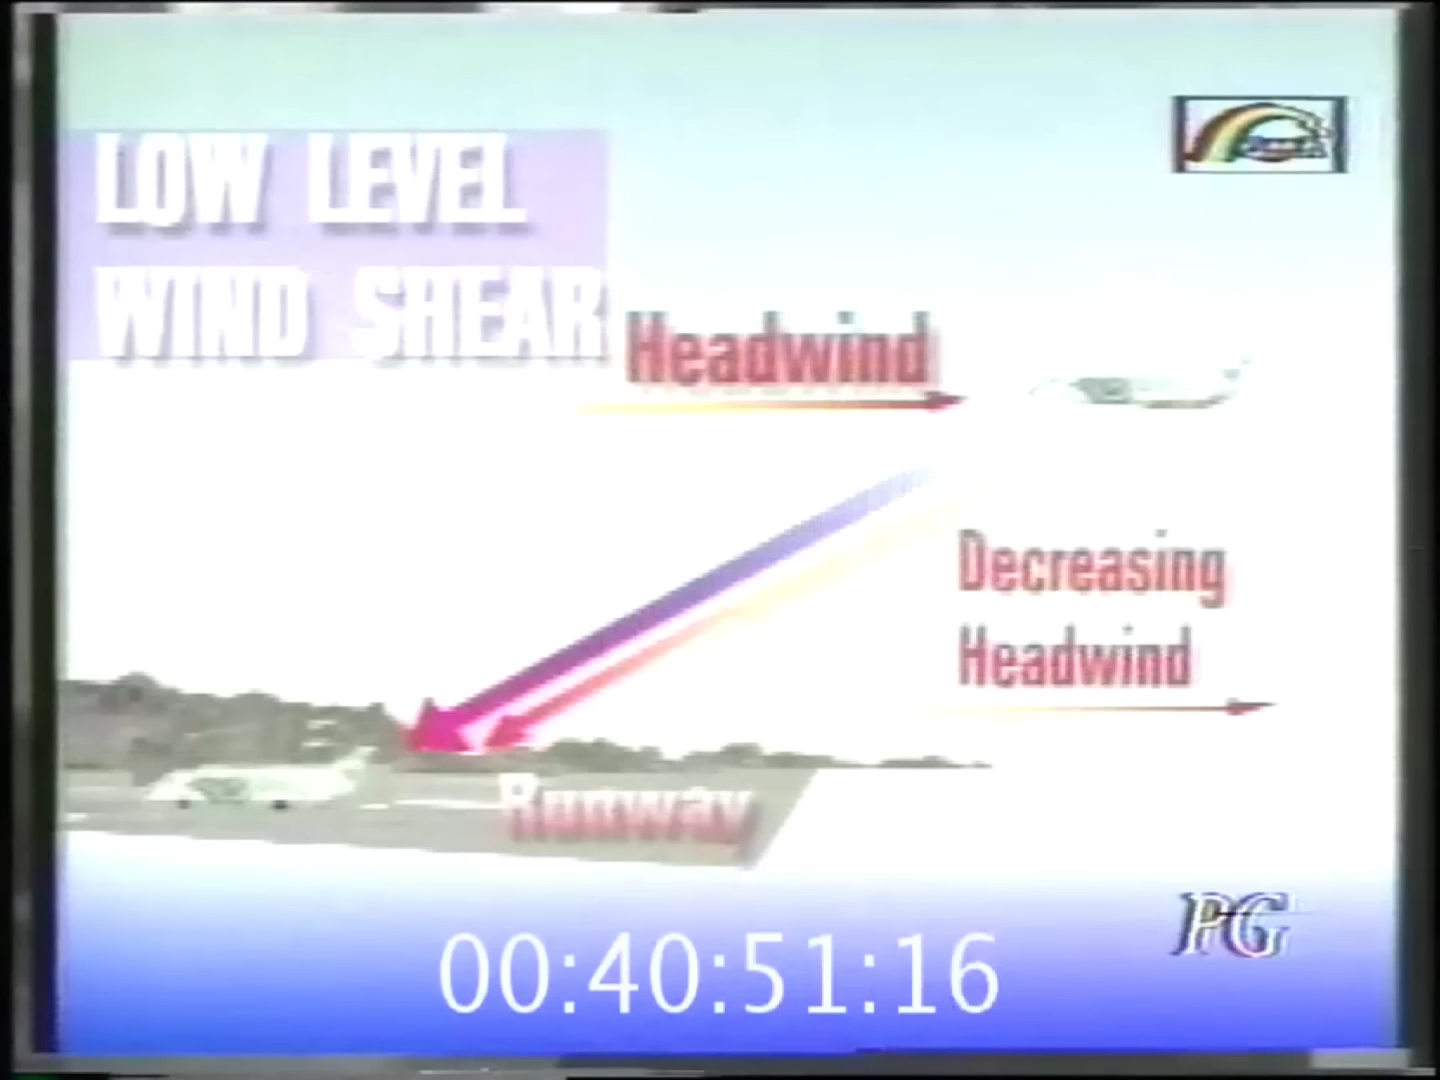 LOW LEVEL
WIND SHEAR
Headwind
Decreasing
Headwind
Runway
PG
00:40:51:16